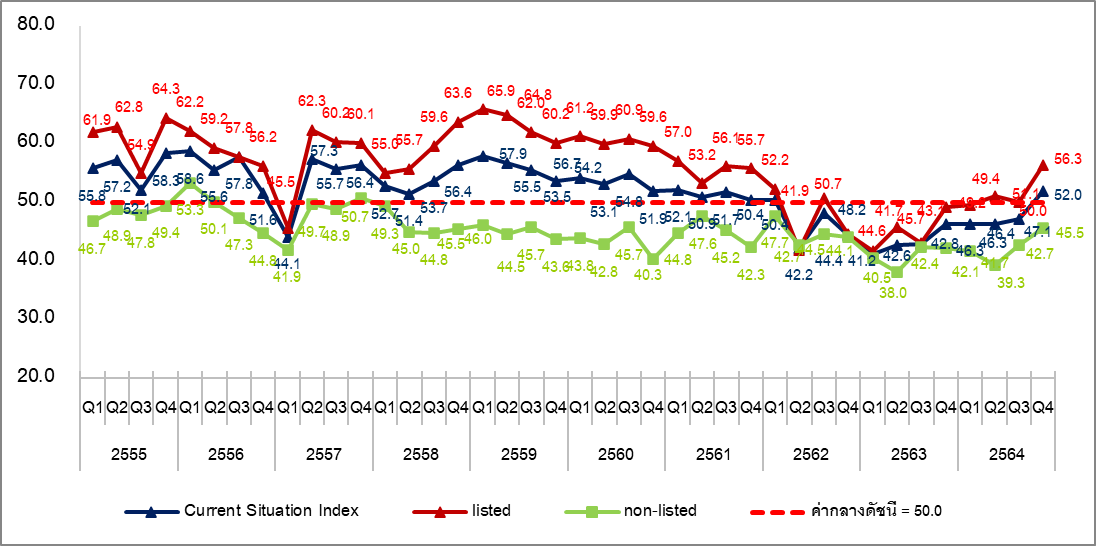 80.0
70.0
60.0
50.0
40.0
30.0
20.0
61.9 62.8 54.9 64.3 62.2 59.2 57.8 56.2 45.5 62.3 60.2 60.1 55.0 55.7 59.6 63.6 65.9 62.0 64.8 60.2 61.2 59.9 60.9 59.6 57.0 53.2 56.1 55.7 52.2 41.9 50.7 44.6 41.7 45.7 49.4 50.0 56.3
55.8 57.2 52.1 58.3 58.6 55.6 57.8 51.6 44.1 57.3 55.7 56.4 52.7 51.4 53.7 56.4 57.9 55.5 53.5 56.7 54.2 53.1 54.8 51.9 52.1 50.9 51.7 50.4 50.4 42.2 48.2 44.4 41.2 42.6 42.8 46.3 46.3 46.4 47.1 52.0
46.7 48.9 47.8 49.4 53.3 50.1 47.3 44.8 41.9 49.7 48.9 50.7 49.3 45.0 44.8 45.5 46.0 44.5 45.7 43.8 42.8 45.7 40.3 44.8 47.6 45.2 42.3 47.7 42.7 44.5 44.1 40.5 38.0 42.4 42.1 39.3 42.7 45.5
Q1 Q2 Q3 Q4 Q1 Q2 Q3 Q4 Q1 Q2 Q3 Q4 Q1 Q2 Q3 Q4 Q1 Q2 Q3 Q4 Q1 Q2 Q3 Q4 Q1 Q2 Q3 Q4 Q1 Q2 Q3 Q4 Q1 Q2 Q3 Q4 Q1 Q2 Q3 Q4
2555 2556 2557 2558 2559 2560 2561 2562 2563 2564
Current Situation Index listed non-listed ค่ากลางดัชนี = 50.0